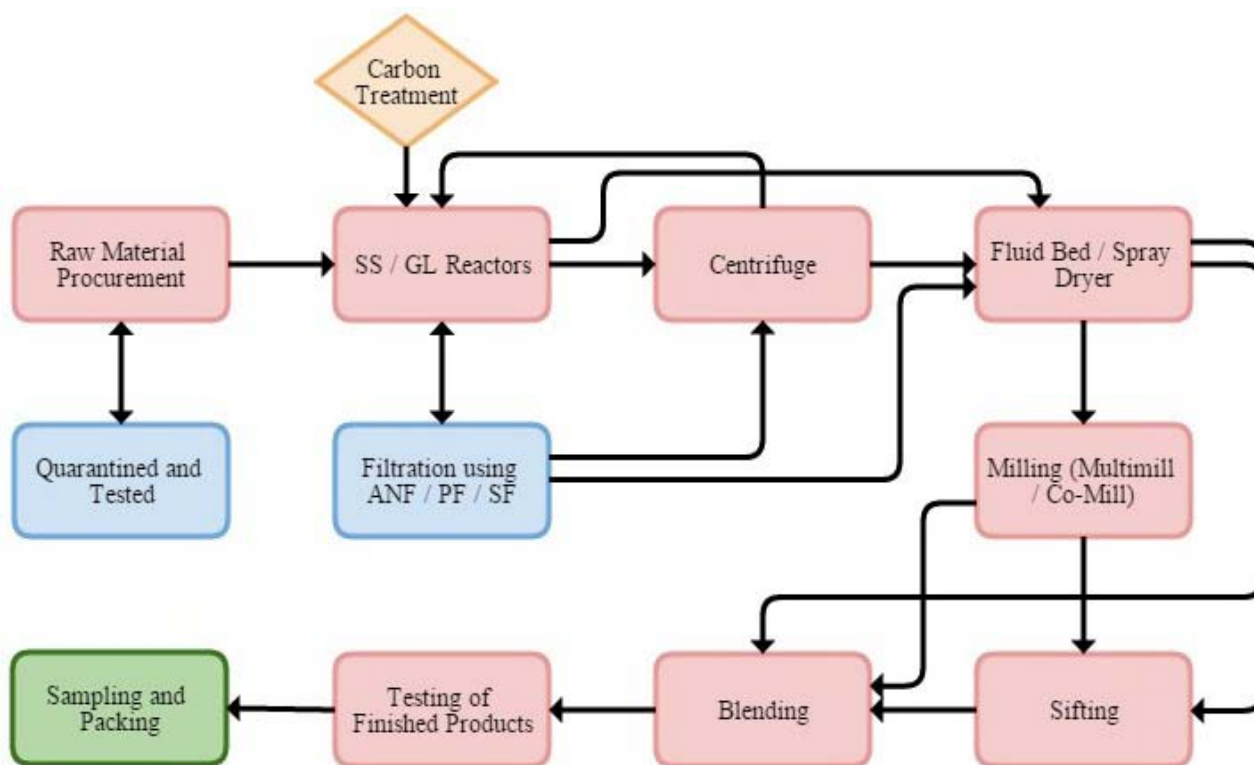 Carbon
Treatment
Raw Material
Procurement
SS / GL Reactors
Centrifuge
Fluid Bed / Spray
Dryer
Quarantined and
Tested
Filtration using
ANF / PF / SF
Milling (Multimill
/ Co-Mill)
Sampling and
Packing
Testing of
Finished Products
Blending
Sifting